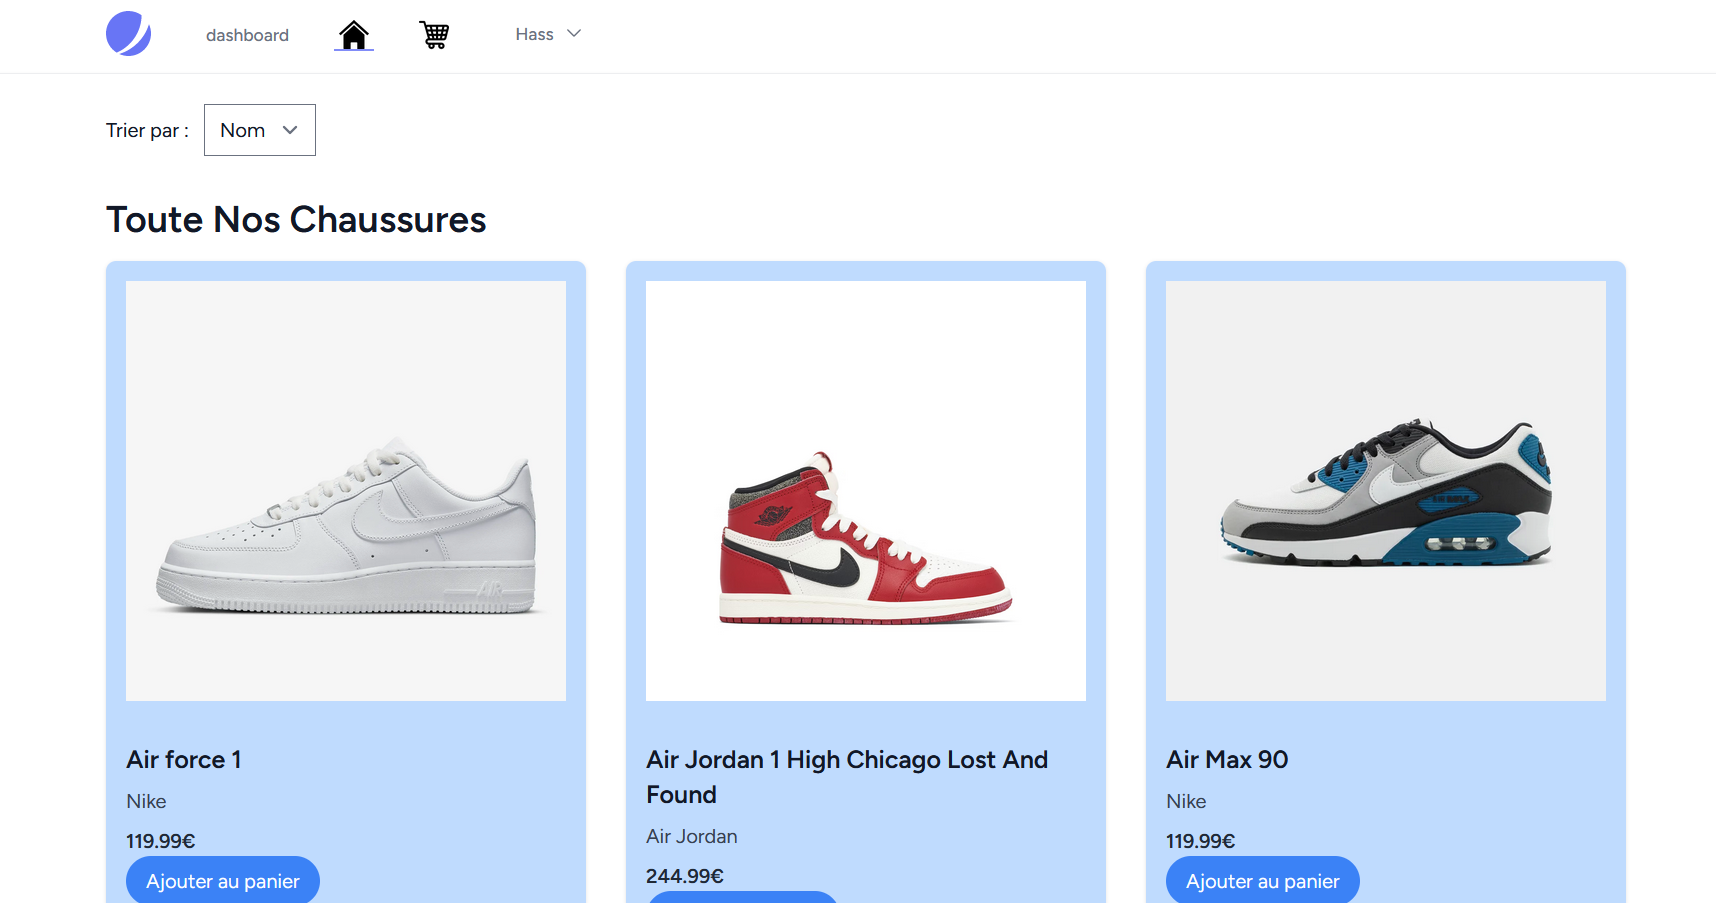 dashboard
Hass
Trier par :
Nom
Toute Nos Chaussures
Air force 1
Nike
119.99€
Ajouter au panier
Air Jordan 1 High Chicago Lost And
Found
Air Jordan
244.99€
Air Max 90
Nike
119.99€
Ajouter au panier